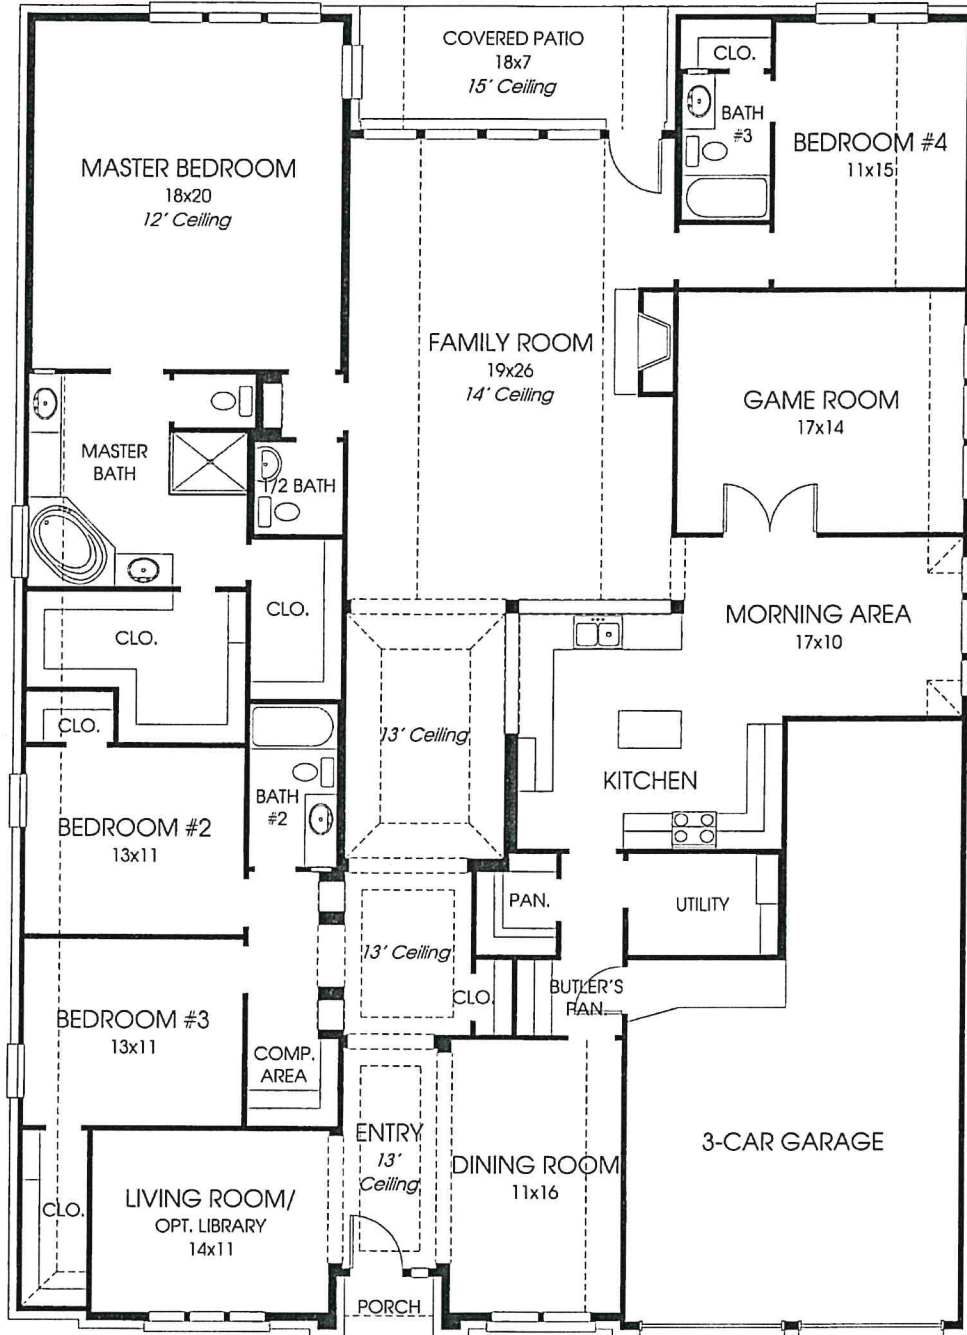 COVERED PATIO
18x7
15' Ceiling
CLO.
BATH
#3
BEDROOM #4
11x15
MASTER BEDROOM
18x20
12' Ceiling
FAMILY ROOM
19x26
14' Ceiling
GAME ROOM
17x14
MASTER
BATH
1/2 BATH
CLO.
CLO.
MORNING AREA
17x10
CLO.
13' Ceiling
KITCHEN
BATH
#2
BEDROOM #2
13x11
PAN.
UTILITY
13' Ceiling
CLO.
BUTLER'S
PAN.
BEDROOM #3
13x11
COMP.
AREA
ENTRY
13'
Ceiling
DINING ROOM
11x16
3-CAR GARAGE
CLO.
LIVING ROOM/
OPT. LIBRARY
14x11
PORCH